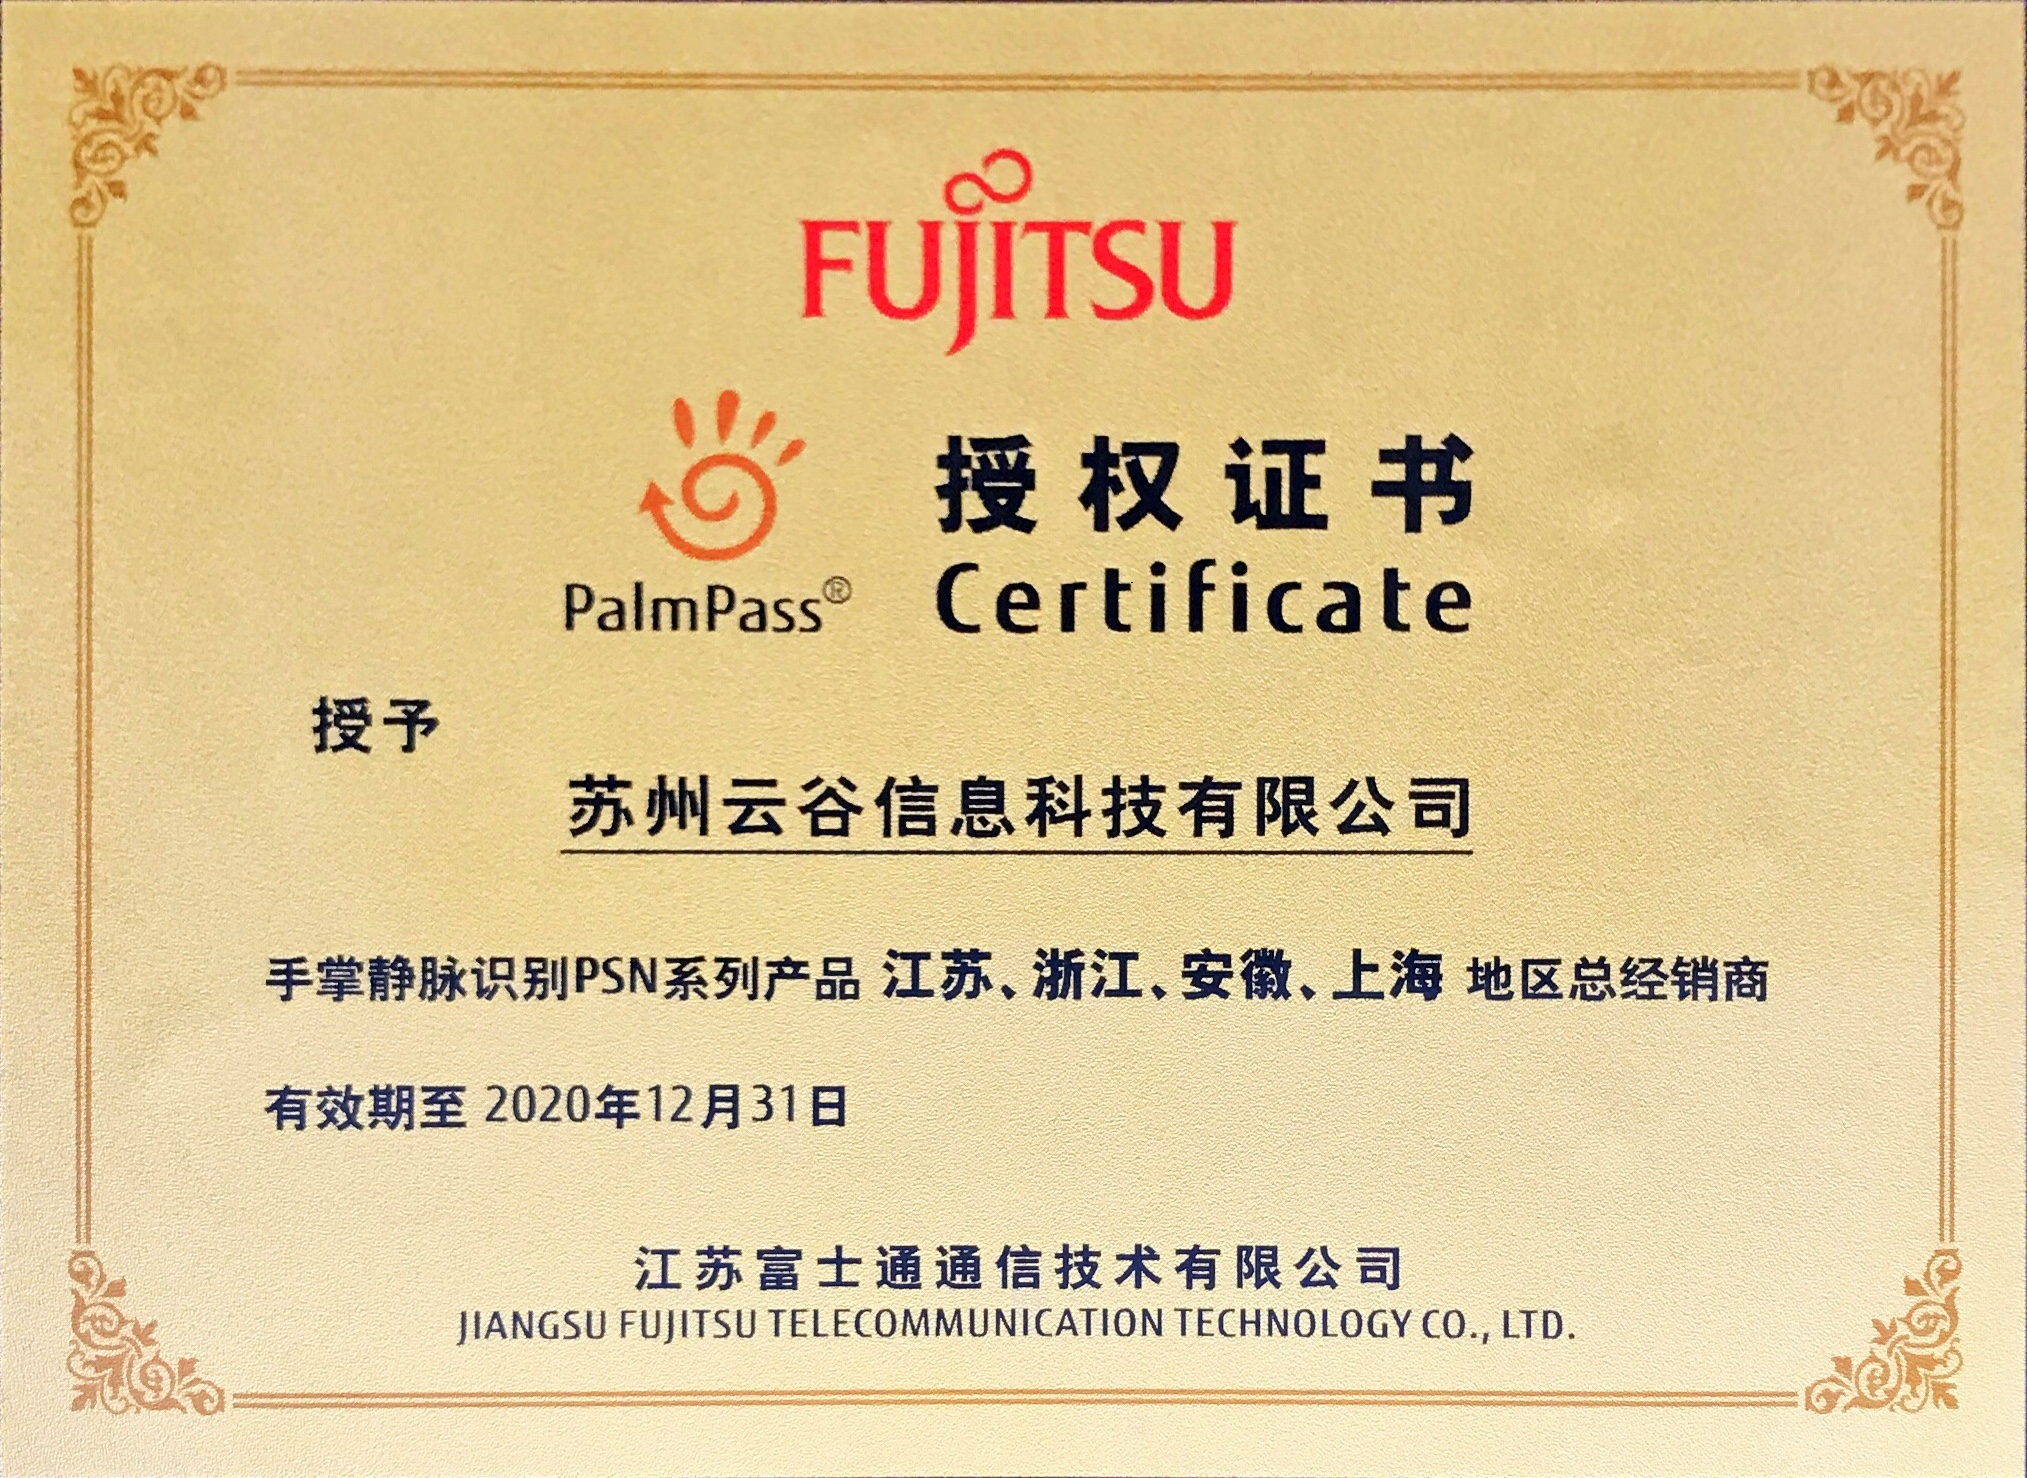 FUJITSU
授权证书
PalmPass® Certificate
授予
苏州云谷信息科技有限公司
手掌静脉识别PSN系列产品 江苏、浙江、安徽、上海 地区总经销商
有效期至 2020年12月31日
江苏富士通通信技术有限公司
JIANGSU FUJITSU TELECOMMUNICATION TECHNOLOGY CO., LTD.